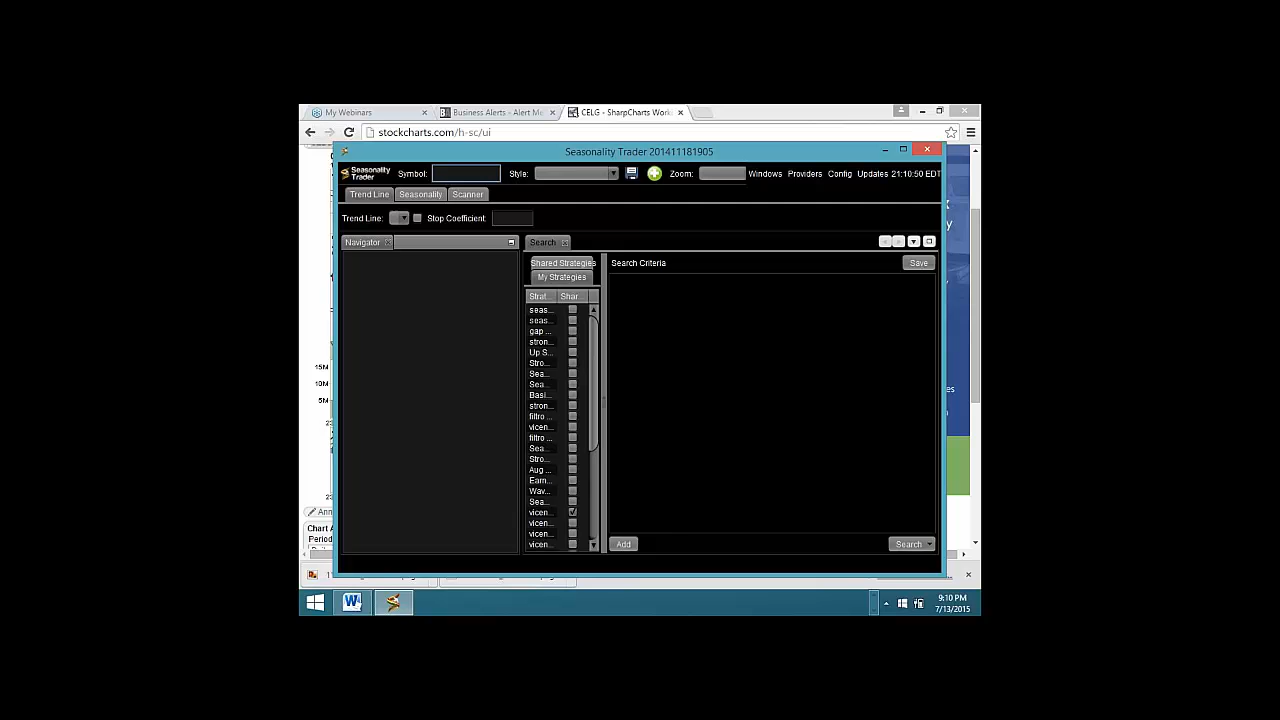 My Webinars
Business Alerts - Alert Me
CELG - SharpCharts Work
stockcharts.com/h-sc/ui
Seasonality Trader 201411181905
Seasonality Trader
Symbol:
Style:
Zoom:
Windows
Providers
Config
Updates
21:10:50 EDT
Trend Line
Seasonality
Scanner
Trend Line:
Stop Coefficient:
Navigator
Search
Shared Strategies
My Strategies
Search Criteria
Save
Strat...
Shar
seas...
seas...
gap ...
stron...
Up S...
Stro...
Sea...
Sea...
Basi...
stron...
filtro ...
vicen...
filtro ...
Sea...
Stro...
Aug ...
Earn...
Wav...
Sea...
vicen...
vicen...
vicen...
vicen...
Add
Search
15M
10M
5M
Ann
Chart A
Period
es
9:10 PM
7/13/2015